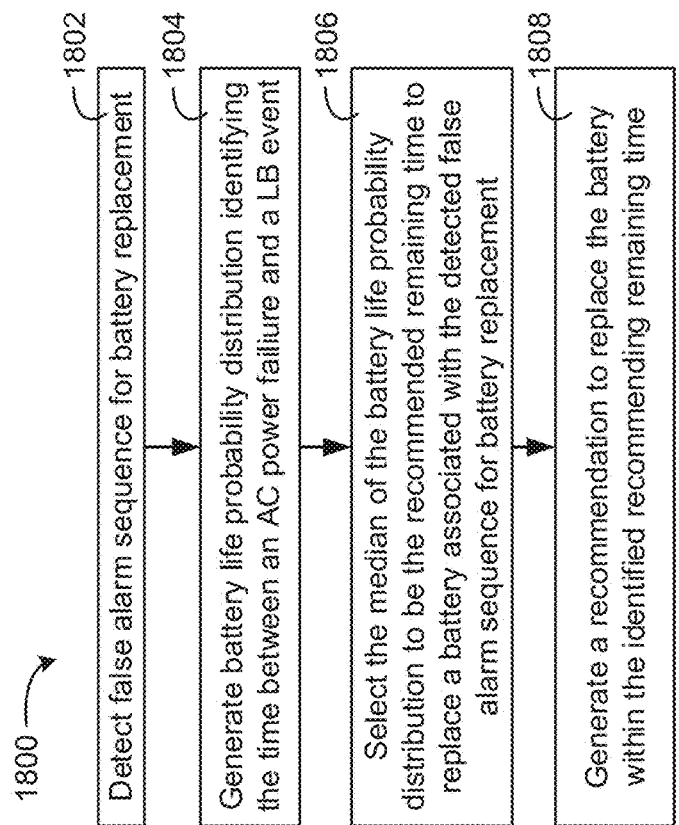 1800
1802
Detect false alarm sequence for battery replacement
1804
Generate battery life probability distribution identifying
the time between an AC power failiure and a LB event
1806
Select the median of the battery life probability
distribution to be the recommended remaining time to
replace a battery associated with the detected false
alarm sequence for battery replacement
1808
Generate a recommendation to replace the battery
within the identified recommending remaining time